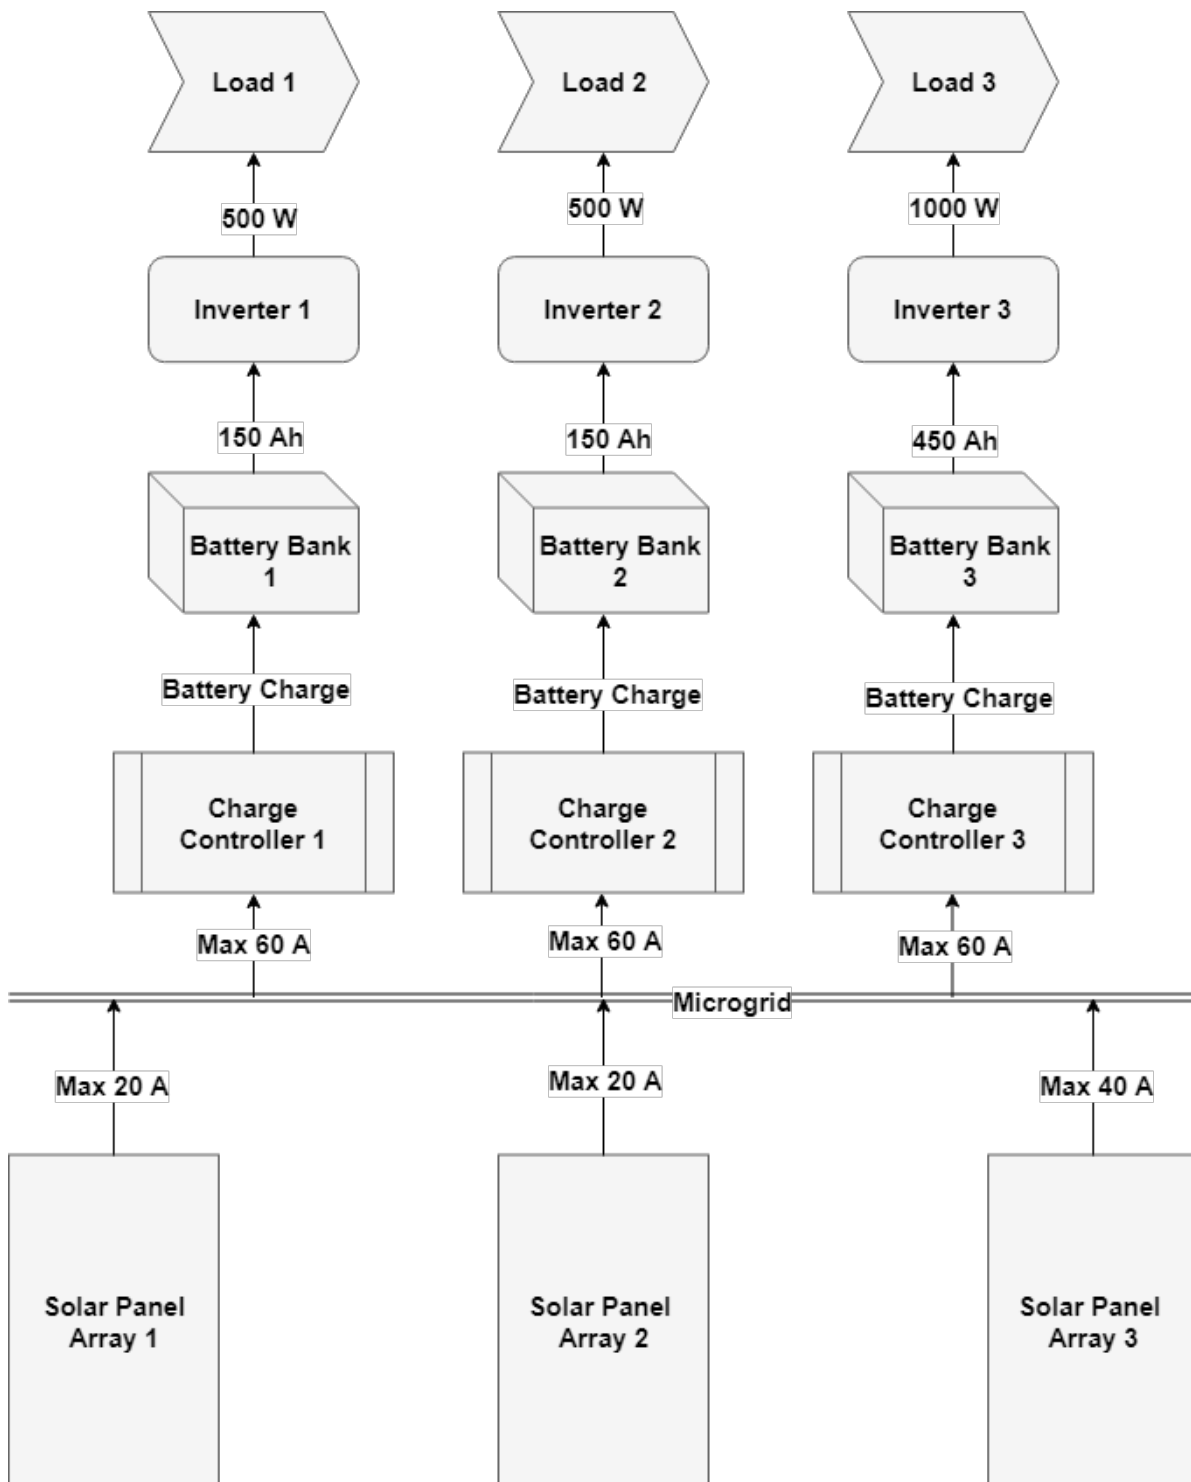 Load 1
Load 2
Load 3
500 W
500 W
1000 W
Inverter 1
Inverter 2
Inverter 3
150 Ah
150 Ah
450 Ah
Battery Bank
1
Battery Bank
2
Battery Bank
3
Battery Charge
Battery Charge
Battery Charge
Charge
Controller 1
Charge
Controller 2
Charge
Controller 3
Max 60 A
Max 60 A
Max 60 A
Microgrid
Max 20 A
Max 20 A
Max 40 A
Solar Panel
Array 1
Solar Panel
Array 2
Solar Panel
Array 3